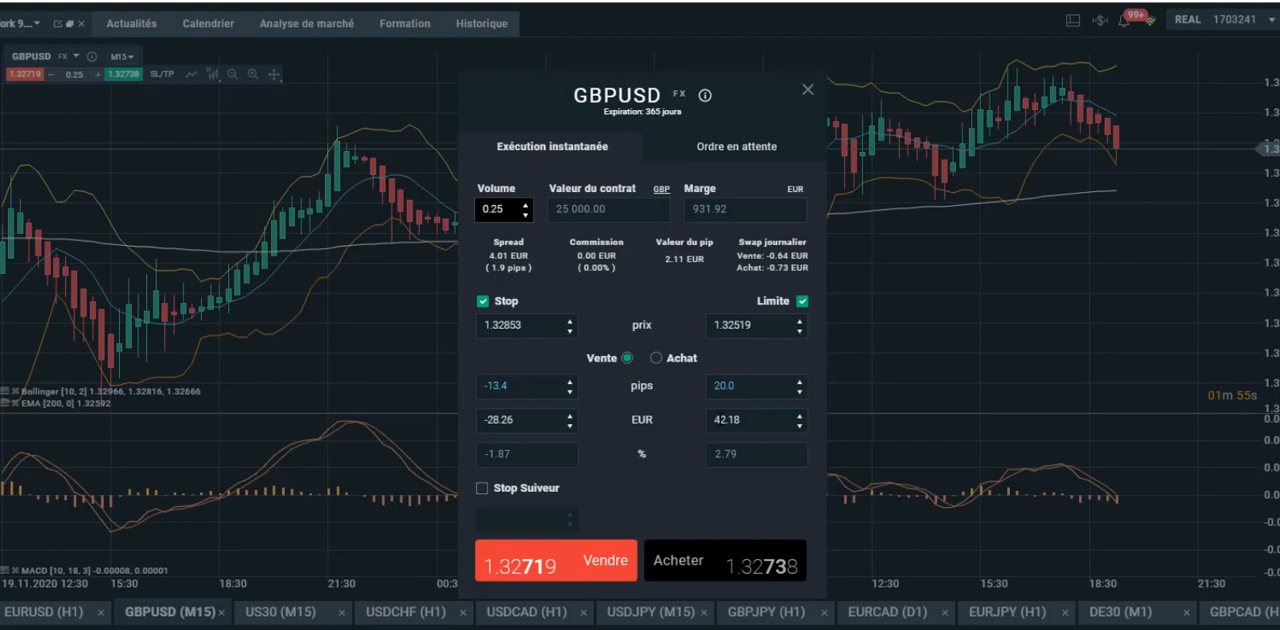 ork 9...
Actualités
Calendrier
Analyse de marché
Formation
Historique
99+
REAL 1703241
GBPUSD FX M15
1.32719 − 0.25 + 1.32738 SL/TP
GBPUSD FX
Expiration: 365 jours
Exécution instantanée
Ordre en attente
Volume
Valeur du contrat GBP
Marge EUR
0.25
25 000.00
931.92
Spread
Commission
Valeur du pip
Swap journalier
4.01 EUR
0.00 EUR
2.11 EUR
Vente: -0.64 EUR
( 1.9 pips )
( 0.00% )
Achat: -0.73 EUR
Stop
Limite
1.32853
prix
1.32519
Vente
Achat
-13.4
pips
20.0
-28.26
EUR
42.18
-1.87
%
2.79
Stop Suiveur
1.32719 Vendre
Acheter 1.32738
Bollinger [10, 2] 1.32966, 1.32816, 1.32666
EMA [200, 0] 1.32592
01m 55s
MACD [10, 18, 3] -0.00008, 0.00001
19.11.2020 12:30
15:30
18:30
21:30
00:3
12:30
15:30
18:30
21:30
EURUSD (H1)
GBPUSD (M15)
US30 (M15)
USDCHF (H1)
USDCAD (H1)
USDJPY (M15)
GBPJPY (H1)
EURCAD (D1)
EURJPY (H1)
DE30 (M1)
GBPCAD (H